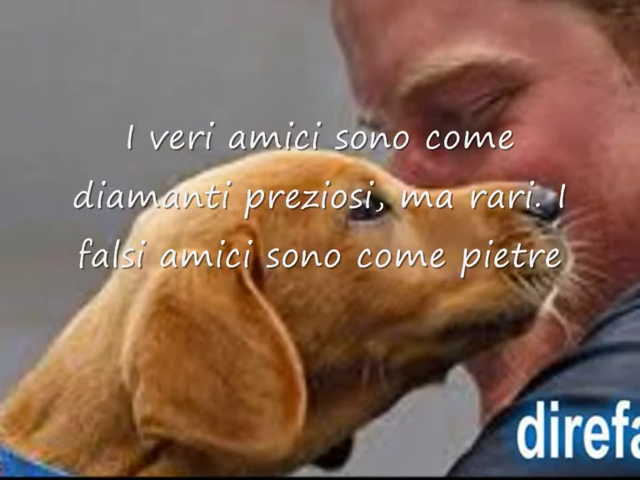 I veri amici sono come
diamanti preziosi, ma rari. I
falsi amici sono come pietre
direfa